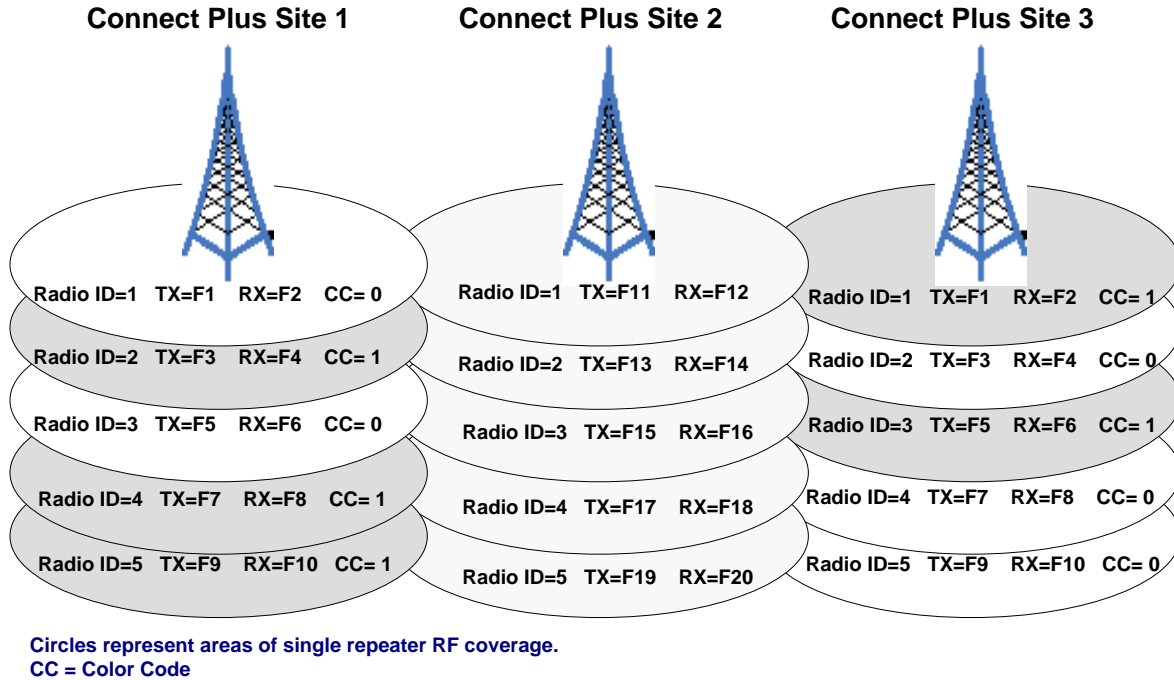 Connect Plus Site 1
Connect Plus Site 2
Connect Plus Site 3
Radio ID=1 TX=F1 RX=F2 CC= 0
Radio ID=2 TX=F3 RX=F4 CC= 1
Radio ID=3 TX=F5 RX=F6 CC= 0
Radio ID=4 TX=F7 RX=F8 CC= 1
Radio ID=5 TX=F9 RX=F10 CC= 1
Radio ID=1 TX=F11 RX=F12
Radio ID=2 TX=F13 RX=F14
Radio ID=3 TX=F15 RX=F16
Radio ID=4 TX=F17 RX=F18
Radio ID=5 TX=F19 RX=F20
Radio ID=1 TX=F1 RX=F2 CC= 1
Radio ID=2 TX=F3 RX=F4 CC= 0
Radio ID=3 TX=F5 RX=F6 CC= 1
Radio ID=4 TX=F7 RX=F8 CC= 0
Radio ID=5 TX=F9 RX=F10 CC= 0
Circles represent areas of single repeater RF coverage.
CC = Color Code